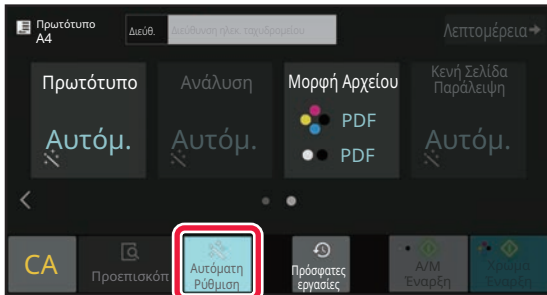 Πρωτότυπο
A4
Διεύθ.
Διεύθυνση ηλεκ. ταχυδρομείου
Λεπτομέρεια
Πρωτότυπο
Αυτόμ.
Ανάλυση
Αυτόμ.
Μορφή Αρχείου
PDF
PDF
Κενή Σελίδα
Παράλειψη
Αυτόμ.
CA
Προεπισκόπ
Αυτόματη
Ρύθμιση
Πρόσφατες
εργασίες
Α/Μ
Έναρξη
Χρώμα
Έναρξη